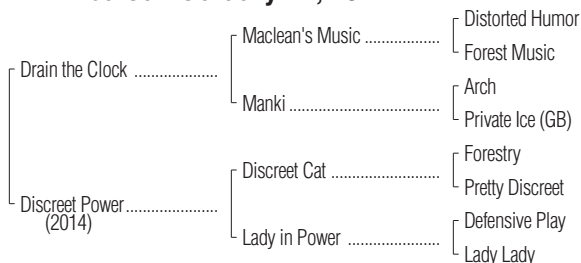 Distorted Humor
Maclean's Music
Forest Music
Drain the Clock
Arch
Manki
Private Ice (GB)
Forestry
Discreet Cat
Pretty Discreet
Discreet Power
(2014)
Defensive Play
Lady in Power
Lady Lady